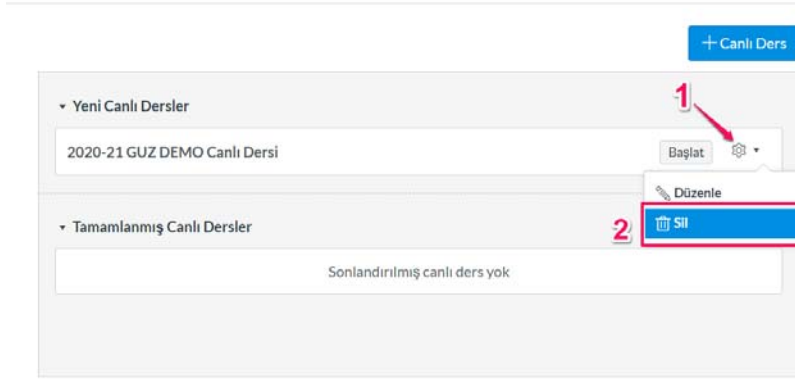 + Canlı Ders
1
Yeni Canlı Dersler
2020-21 GUZ DEMO Canlı Dersi
Başlat
Düzenle
2
Sil
Tamamlanmış Canlı Dersler
Sonlandırılmış canlı ders yok